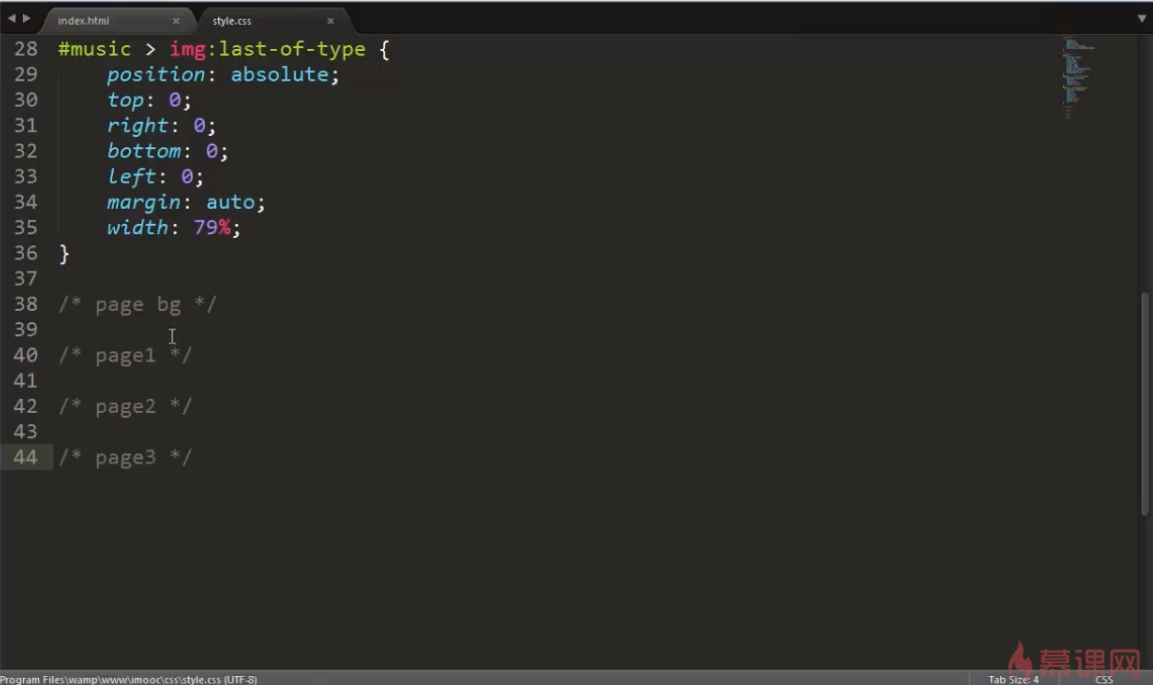 index.html x style.css x
28 #music > img:last-of-type {
29 position: absolute;
30 top: 0;
31 right: 0;
32 bottom: 0;
33 left: 0;
34 margin: auto;
35 width: 79%;
36 }
37
38 /* page bg */
39
40 /* page1 */
41
42 /* page2 */
43
44 /* page3 */
慕课网
Program Files\wamp\www\imooc\css\style.css (UTF-8) Tab Size: 4 CSS